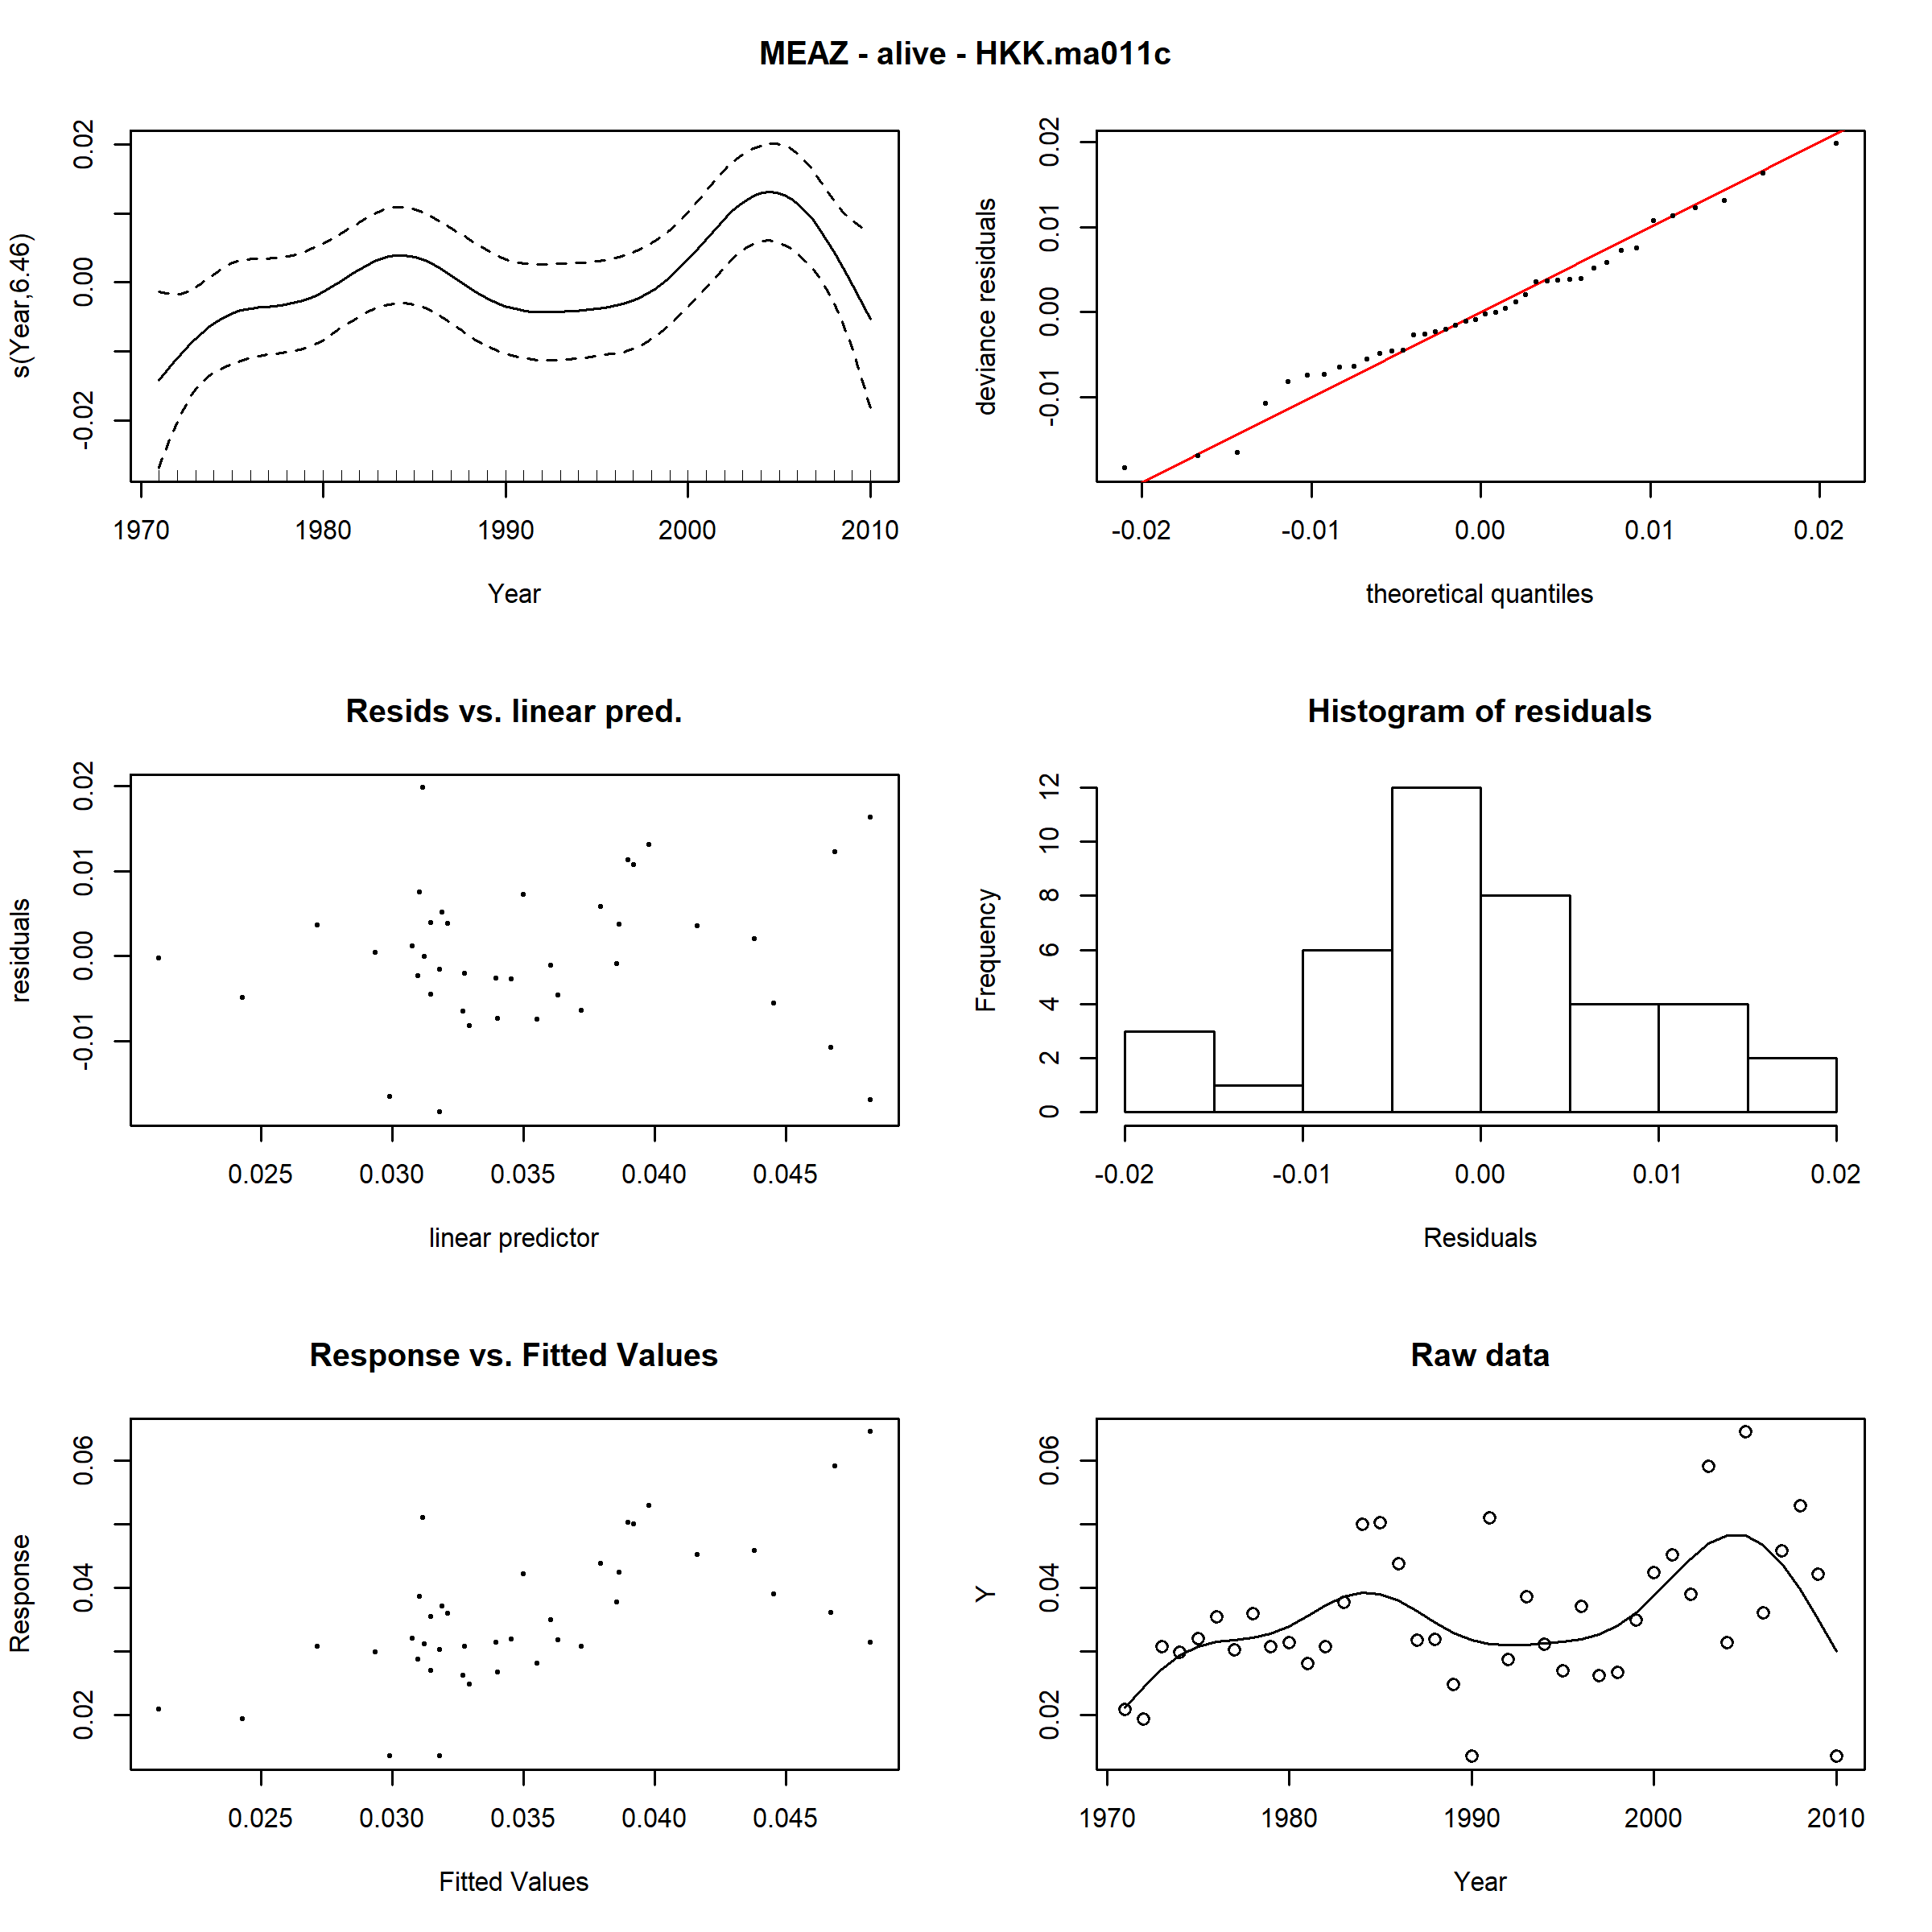 MEAZ - alive - HKK.ma011c
s(Year,6.46)
-0.02 0.00 0.02
1970 1980 1990 2000 2010
Year
deviance residuals
-0.01 0.00 0.01 0.02
-0.02 -0.01 0.00 0.01 0.02
theoretical quantiles
Resids vs. linear pred.
residuals
-0.01 0.00 0.01 0.02
0.025 0.030 0.035 0.040 0.045
linear predictor
Histogram of residuals
Frequency
0 2 4 6 8 10 12
-0.02 -0.01 0.00 0.01 0.02
Residuals
Response vs. Fitted Values
Response
0.02 0.04 0.06
0.025 0.030 0.035 0.040 0.045
Fitted Values
Raw data
Y
0.02 0.04 0.06
1970 1980 1990 2000 2010
Year